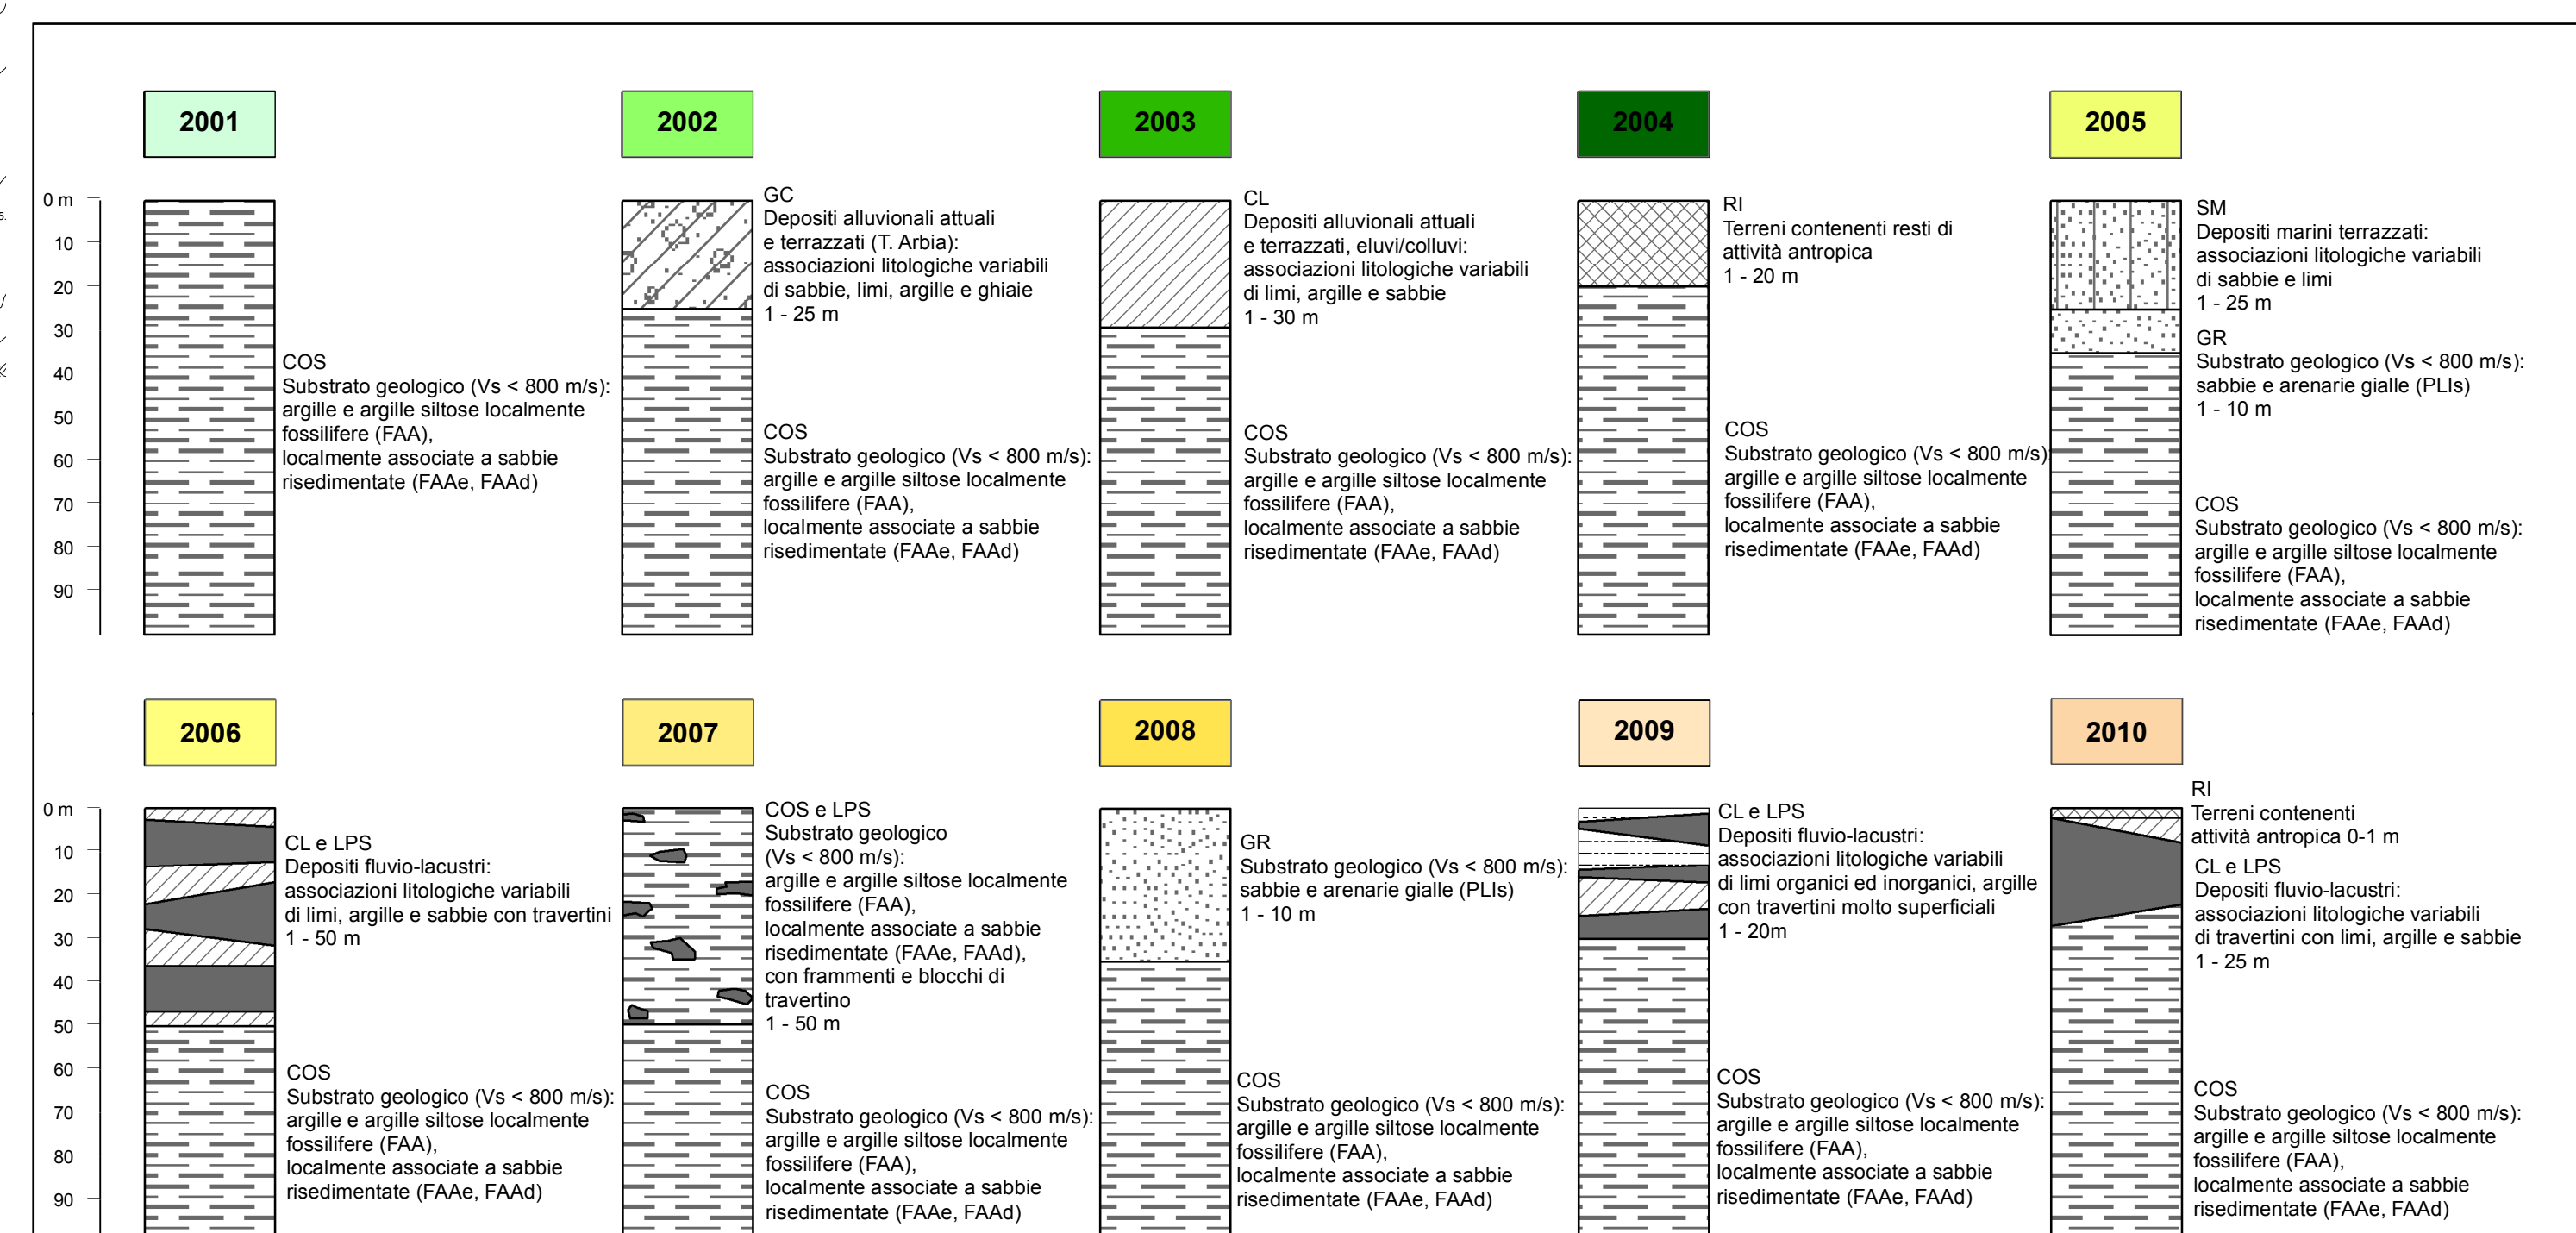 2001
2002
2003
2004
2005
0 m
10
20
30
40
50
60
70
80
90
COS
Substrato geologico (Vs < 800 m/s):
argille e argille siltose localmente
fossilifere (FAA),
localmente associate a sabbie
risedimentate (FAAe, FAAd)
GC
Depositi alluvionali attuali
e terrazzati (T. Arbia):
associazioni litologiche variabili
di sabbie, limi, argille e ghiaie
1 - 25 m
COS
Substrato geologico (Vs < 800 m/s):
argille e argille siltose localmente
fossilifere (FAA),
localmente associate a sabbie
risedimentate (FAAe, FAAd)
CL
Depositi alluvionali attuali
e terrazzati, eluvi/colluvi:
associazioni litologiche variabili
di limi, argille e sabbie
1 - 30 m
COS
Substrato geologico (Vs < 800 m/s):
argille e argille siltose localmente
fossilifere (FAA),
localmente associate a sabbie
risedimentate (FAAe, FAAd)
RI
Terreni contenenti resti di
attività antropica
1 - 20 m
COS
Substrato geologico (Vs < 800 m/s)
argille e argille siltose localmente
fossilifere (FAA),
localmente associate a sabbie
risedimentate (FAAe, FAAd)
SM
Depositi marini terrazzati:
associazioni litologiche variabili
di sabbie e limi
1 - 25 m
GR
Substrato geologico (Vs < 800 m/s):
sabbie e arenarie gialle (PLIs)
1 - 10 m
COS
Substrato geologico (Vs < 800 m/s):
argille e argille siltose localmente
fossilifere (FAA),
localmente associate a sabbie
risedimentate (FAAe, FAAd)
2006
2007
2008
2009
2010
0 m
10
20
30
40
50
60
70
80
90
CL e LPS
Depositi fluvio-lacustri:
associazioni litologiche variabili
di limi, argille e sabbie con travertini
1 - 50 m
COS
Substrato geologico (Vs < 800 m/s):
argille e argille siltose localmente
fossilifere (FAA),
localmente associate a sabbie
risedimentate (FAAe, FAAd)
COS e LPS
Substrato geologico
(Vs < 800 m/s):
argille e argille siltose localmente
fossilifere (FAA),
localmente associate a sabbie
risedimentate (FAAe, FAAd),
con frammenti e blocchi di
travertino
1 - 50 m
COS
Substrato geologico (Vs < 800 m/s):
argille e argille siltose localmente
fossilifere (FAA),
localmente associate a sabbie
risedimentate (FAAe, FAAd)
GR
Substrato geologico (Vs < 800 m/s):
sabbie e arenarie gialle (PLIs)
1 - 10 m
COS
Substrato geologico (Vs < 800 m/s):
argille e argille siltose localmente
fossilifere (FAA),
localmente associate a sabbie
risedimentate (FAAe, FAAd)
CL e LPS
Depositi fluvio-lacustri:
associazioni litologiche variabili
di limi organici ed inorganici, argille
con travertini molto superficiali
1 - 20m
COS
Substrato geologico (Vs < 800 m/s):
argille e argille siltose localmente
fossilifere (FAA),
localmente associate a sabbie
risedimentate (FAAe, FAAd)
RI
Terreni contenenti
attività antropica 0-1 m
CL e LPS
Depositi fluvio-lacustri:
associazioni litologiche variabili
di travertini con limi, argille e sabbie
1 - 25 m
COS
Substrato geologico (Vs < 800 m/s):
argille e argille siltose localmente
fossilifere (FAA),
localmente associate a sabbie
risedimentate (FAAe, FAAd)